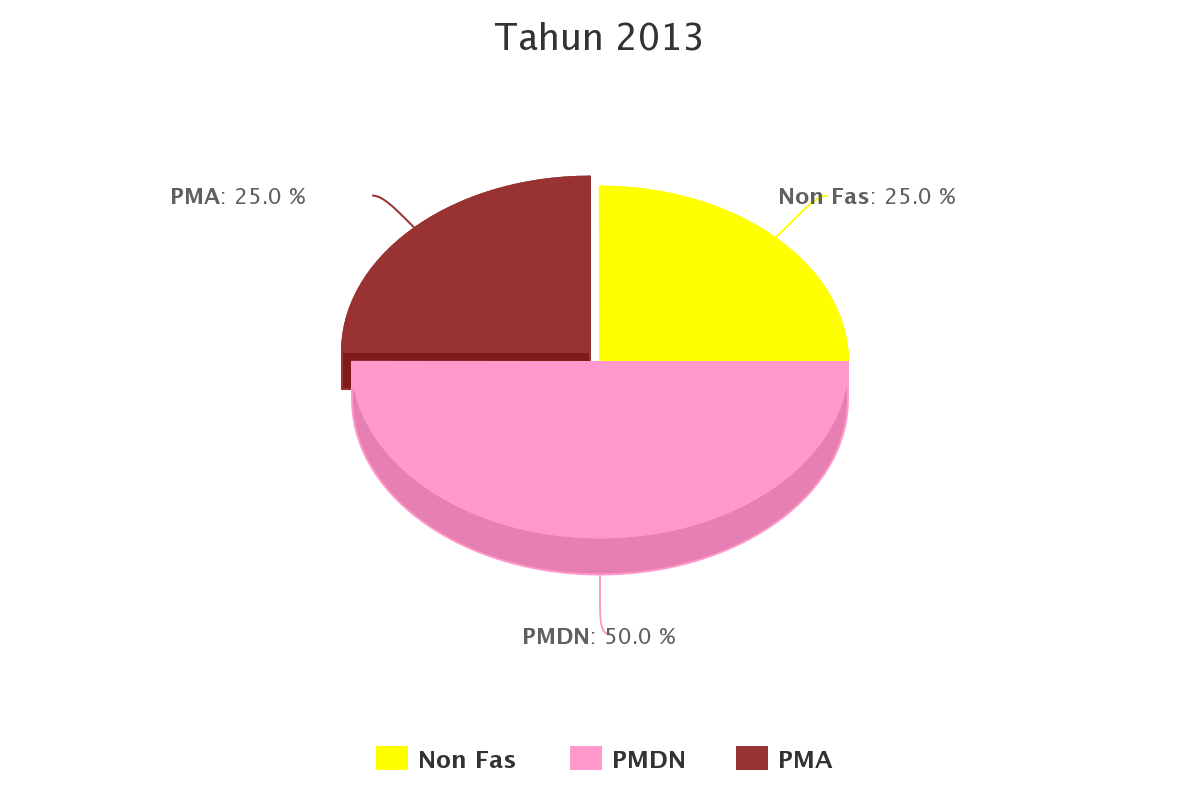 Tahun 2013
PMA: 25.0 %
Non Fas: 25.0 %
PMDN: 50.0 %
Non Fas
PMDN
PMA